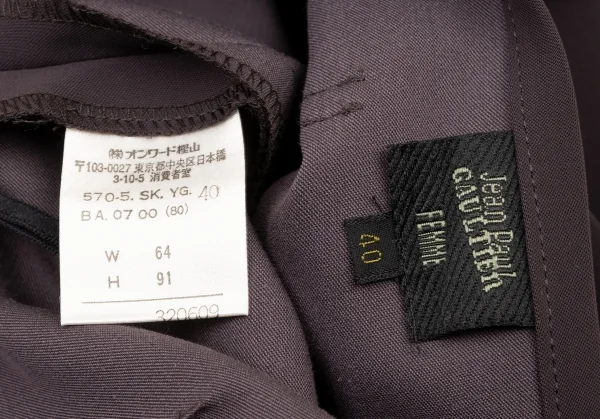 ㈱オンワード樫山
〒103-0027 東京都中央区日本橋
3-10-5 消費者室
570-5. SK. YG. 40
BA. 07 00 (80)
W 64
H 91
320609
Jean Paul
GAULTIER
FEMME
40